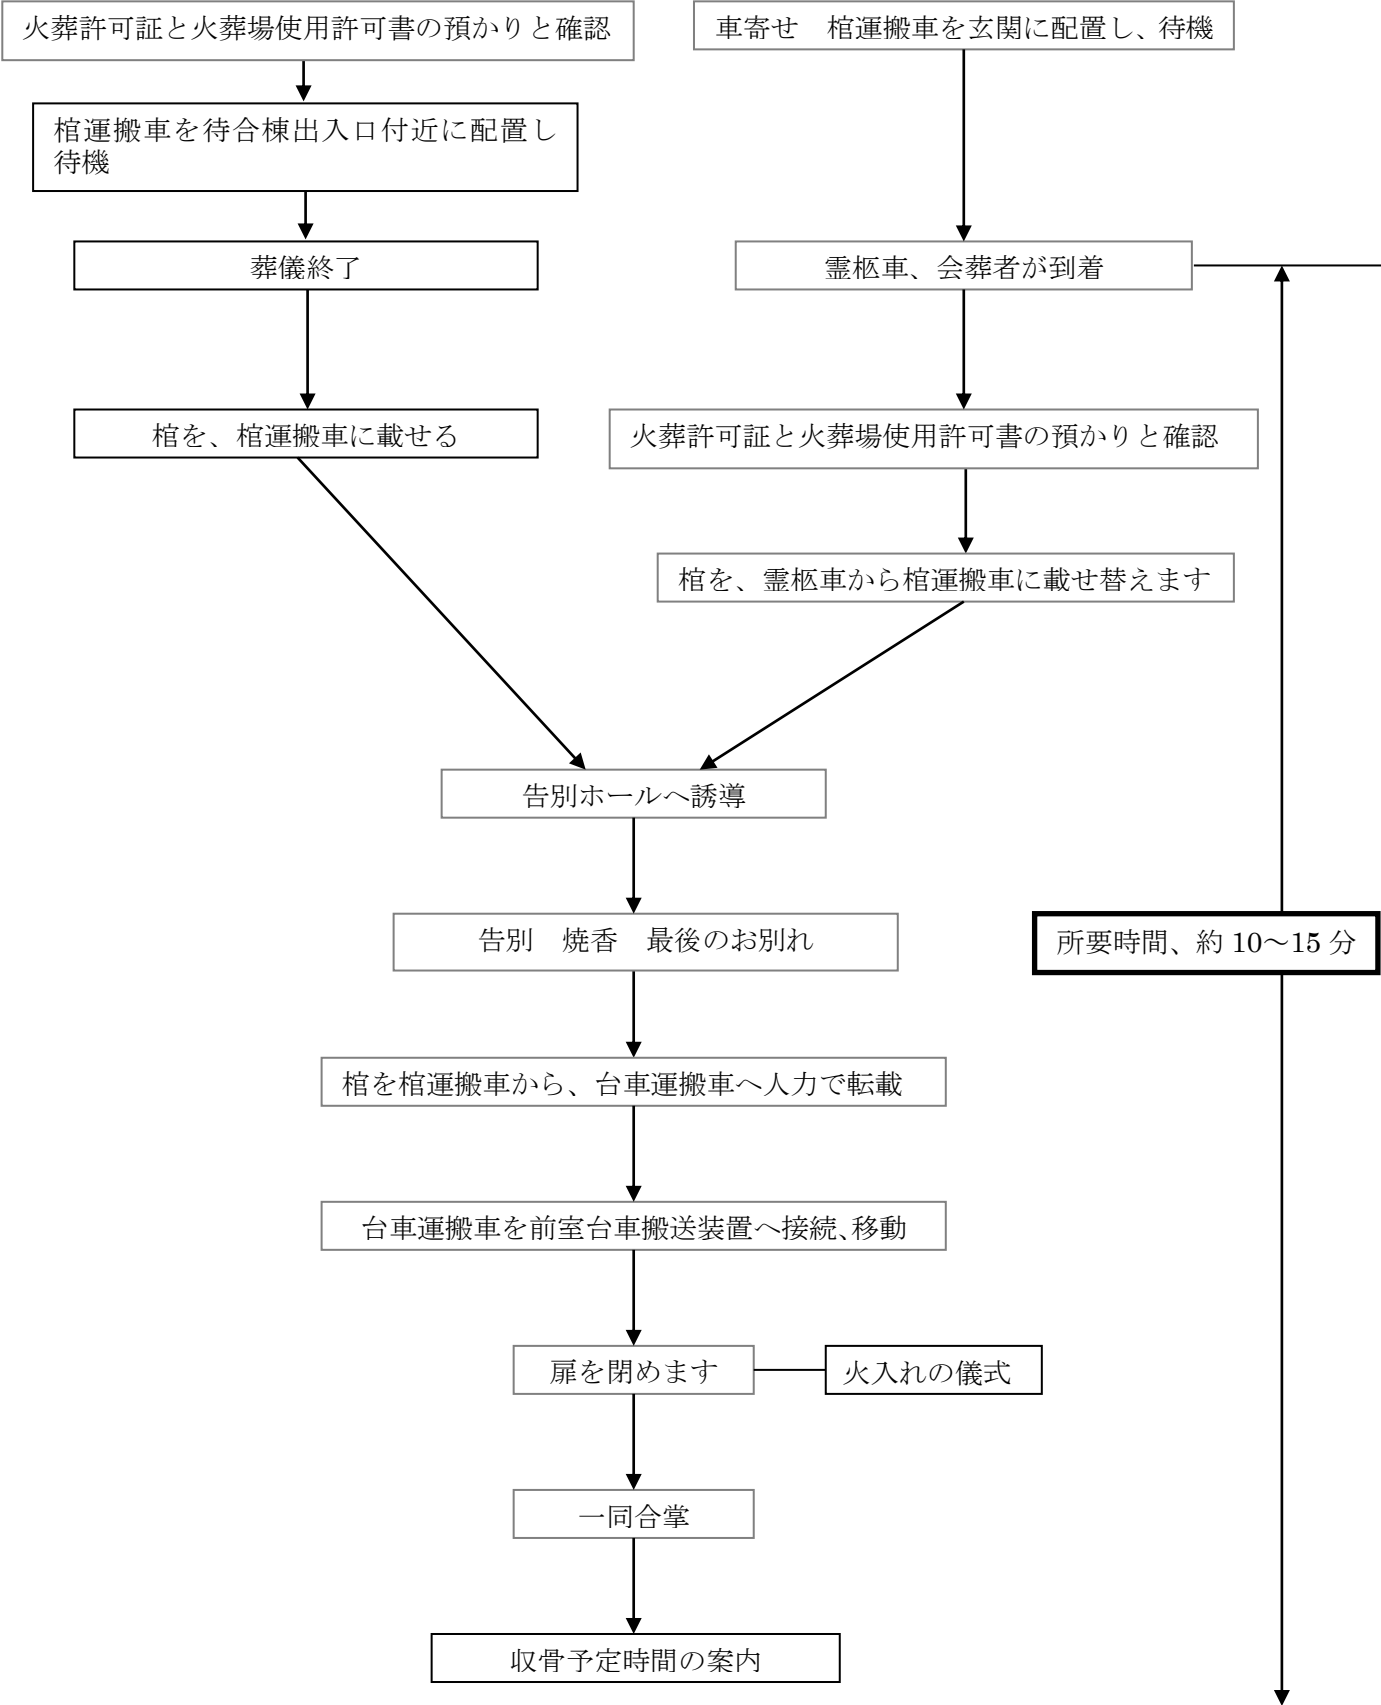 火葬許可証と火葬場使用許可書の預かりと確認
車寄せ　棺運搬車を玄関に配置し、待機
棺運搬車を待合棟出入口付近に配置し
待機
葬儀終了
霊柩車、会葬者が到着
棺を、棺運搬車に載せる
火葬許可証と火葬場使用許可書の預かりと確認
棺を、霊柩車から棺運搬車に載せ替えます
告別ホールへ誘導
告別　焼香　最後のお別れ
所要時間、約 10～15 分
棺を棺運搬車から、台車運搬車へ人力で転載
台車運搬車を前室台車搬送装置へ接続、移動
扉を閉めます
火入れの儀式
一同合掌
収骨予定時間の案内